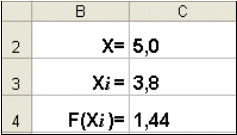 B C
2 X= 5,0
3 Xi= 3,8
4 F(Xi)= 1,44